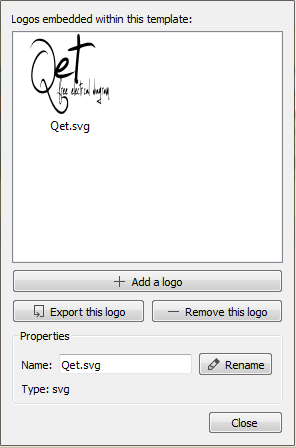 Logos embedded within this template:
Qet
free electrical diagram
Qet.svg
Add a logo
Export this logo
Remove this logo
Properties
Name: Qet.svg
Rename
Type: svg
Close